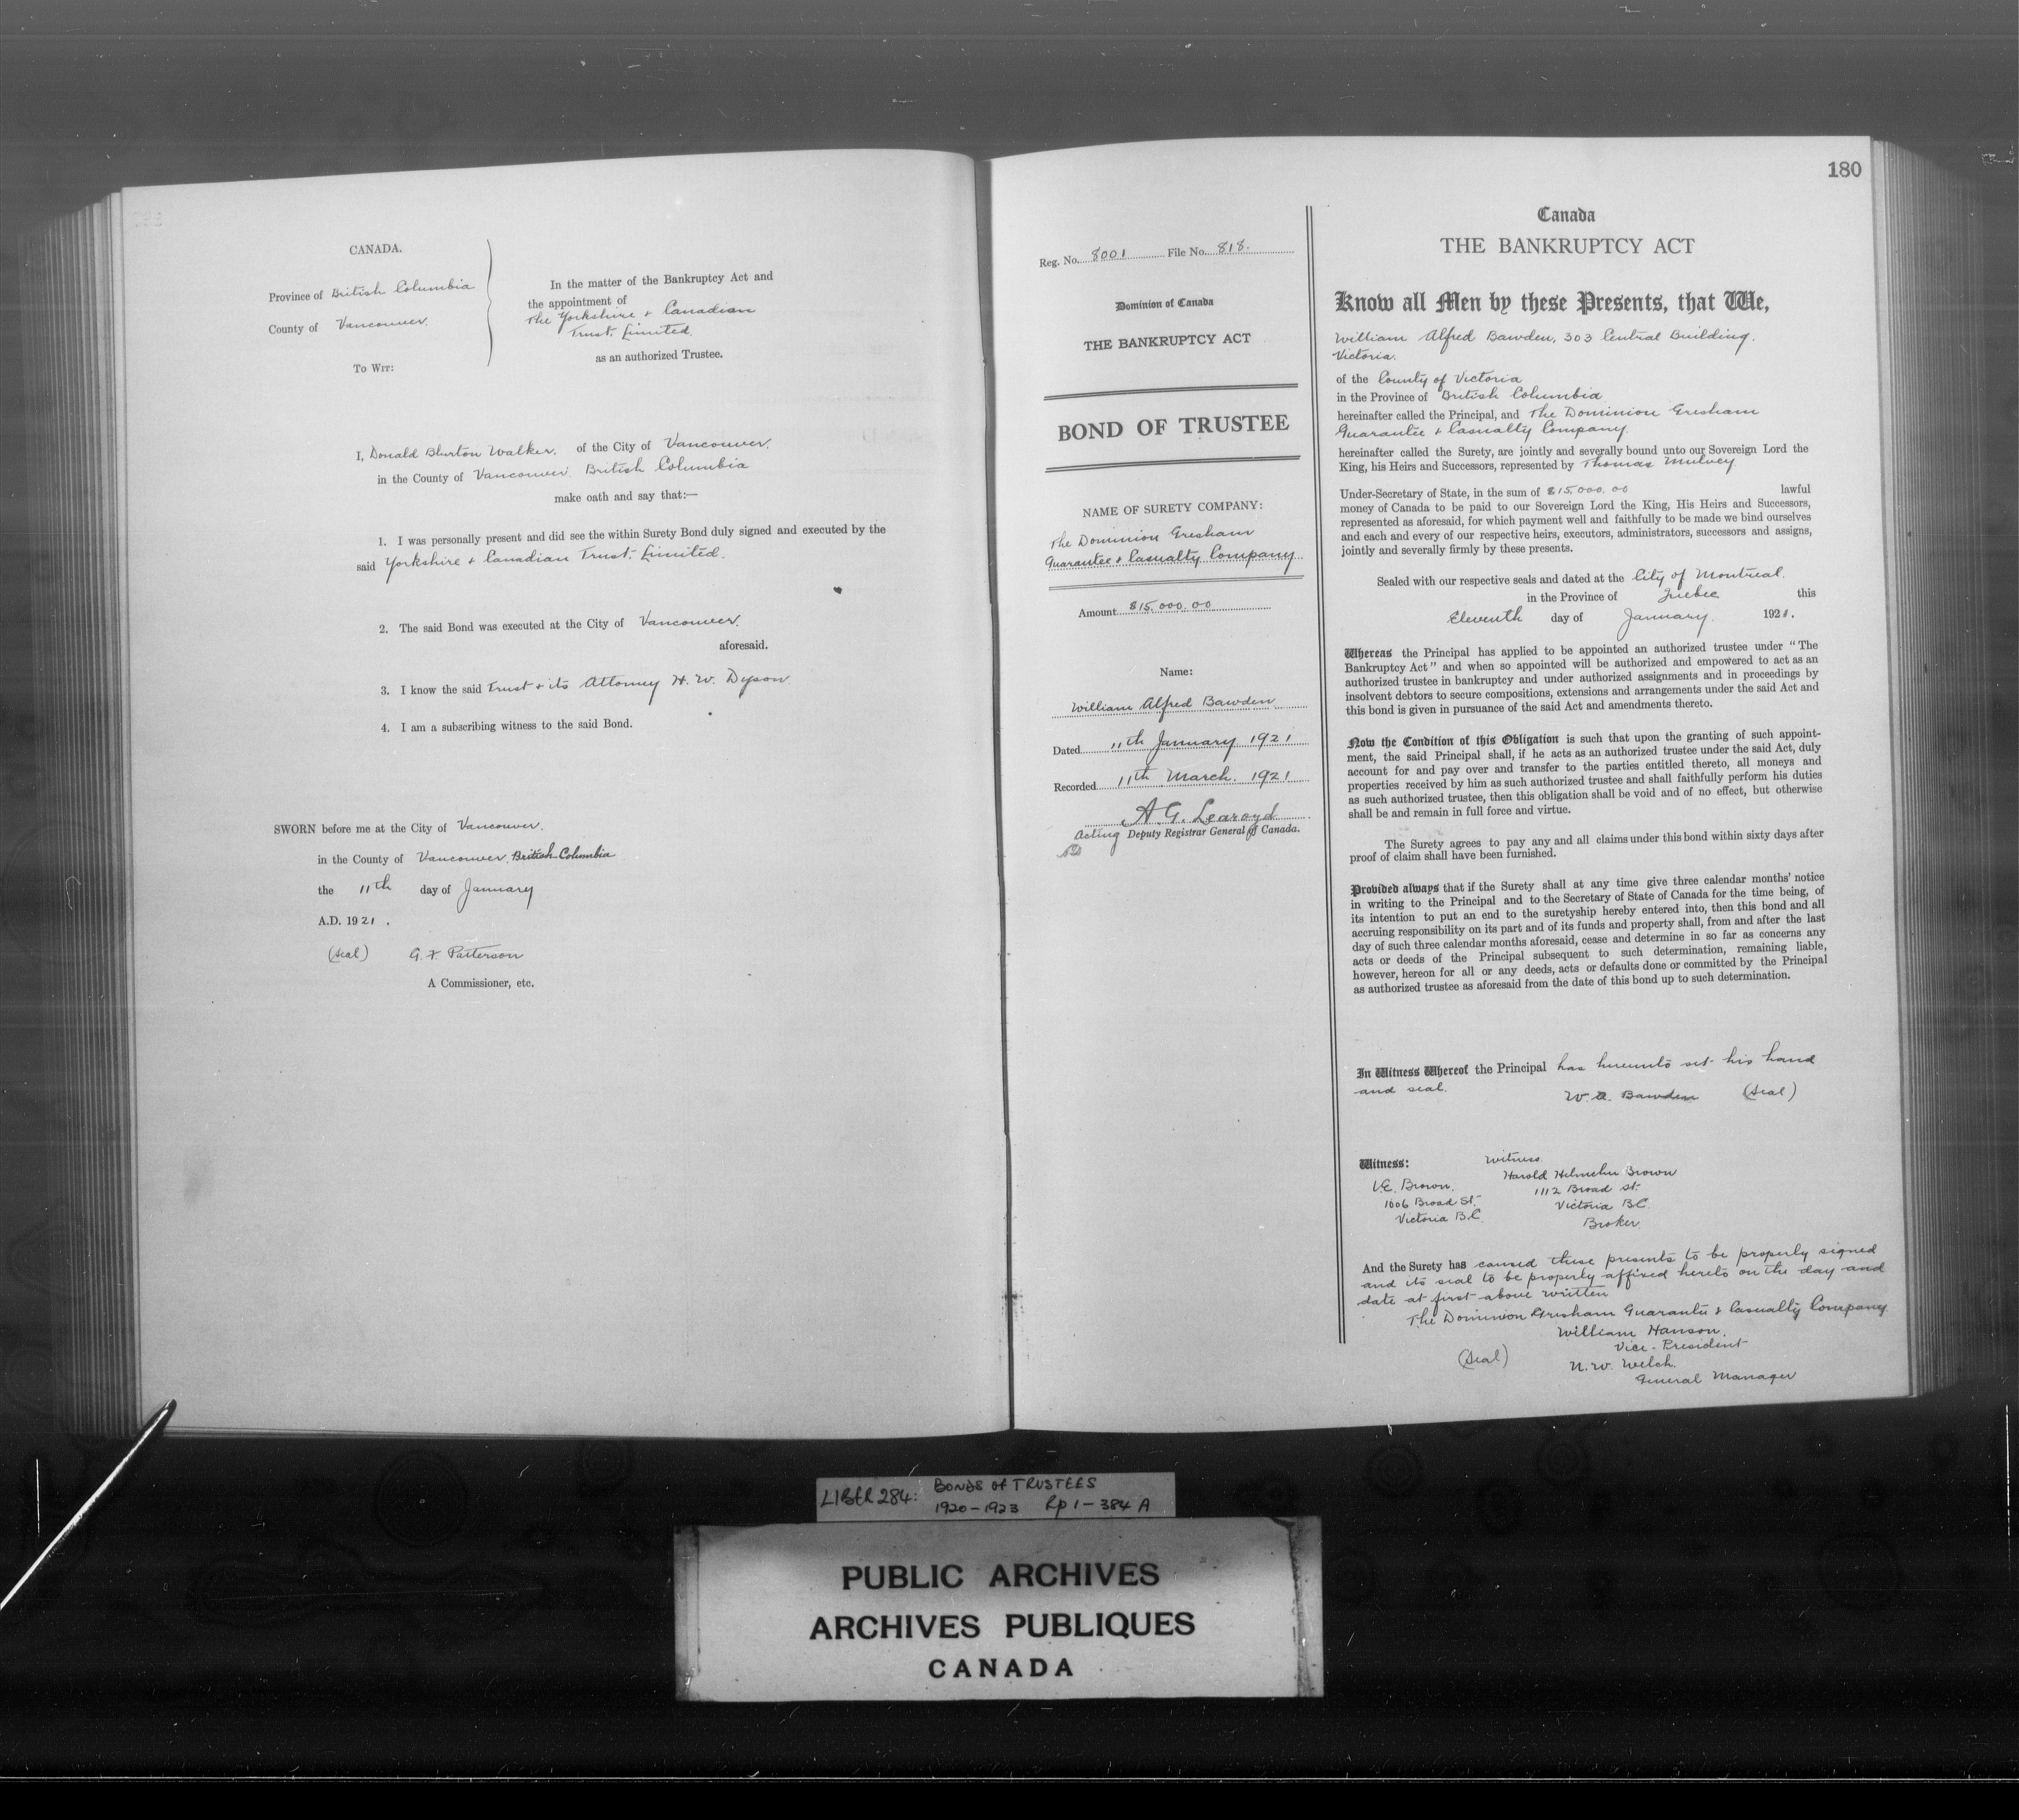 CANADA.
Province of British Columbia
County of Vancouver.
To Wit:
In the matter of the Bankruptcy Act and
the appointment of
The Yorkshire & Canadian
Trust, Limited.
as an authorized Trustee.
I, Donald Burton Walker, of the City of Vancouver,
in the County of Vancouver, British Columbia
make oath and say that:—
1. I was personally present and did see the within Surety Bond duly signed and executed by the
said Yorkshire & Canadian Trust, Limited.
2. The said Bond was executed at the City of Vancouver,
aforesaid.
3. I know the said Trust & its Attorney H. W. Dyson.
4. I am a subscribing witness to the said Bond.
SWORN before me at the City of Vancouver,
in the County of Vancouver, British Columbia
the 11th day of January
A.D. 1921.
(Seal) G. F. Patterson
A Commissioner, etc.
Reg. No. 8001 File No. 818.
Dominion of Canada
THE BANKRUPTCY ACT
BOND OF TRUSTEE
NAME OF SURETY COMPANY:
The Dominion Gresham
Guarantee & Casualty Company
Amount $15,000.00
Name:
William Alfred Bawden
Dated 11th January 1921
Recorded 11th March. 1921
A. G. Learoyd
Acting Deputy Registrar General of Canada.
180
Canada
THE BANKRUPTCY ACT
Know all Men by these Presents, that We,
William Alfred Bawden, 303 Central Building,
Victoria.
of the County of Victoria
in the Province of British Columbia
hereinafter called the Principal, and The Dominion Gresham
Guarantee & Casualty Company.
hereinafter called the Surety, are jointly and severally bound unto our Sovereign Lord the
King, his Heirs and Successors, represented by Thomas Mulvey
Under-Secretary of State, in the sum of $15,000.00 lawful
money of Canada to be paid to our Sovereign Lord the King, His Heirs and Successors,
represented as aforesaid, for which payment well and faithfully to be made we bind ourselves
and each and every of our respective heirs, executors, administrators, successors and assigns,
jointly and severally firmly by these presents.
Sealed with our respective seals and dated at the City of Montreal.
in the Province of Quebec this
Eleventh day of January. 1921.
Whereas the Principal has applied to be appointed an authorized trustee under "The
Bankruptcy Act" and when so appointed will be authorized and empowered to act as an
authorized trustee in bankruptcy and under authorized assignments and in proceedings by
insolvent debtors to secure compositions, extensions and arrangements under the said Act and
this bond is given in pursuance of the said Act and amendments thereto.
Now the Condition of this Obligation is such that upon the granting of such appoint-
ment, the said Principal shall, if he acts as an authorized trustee under the said Act, duly
account for and pay over and transfer to the parties entitled thereto, all moneys and
properties received by him as such authorized trustee and shall faithfully perform his duties
as such authorized trustee, then this obligation shall be void and of no effect, but otherwise
shall be and remain in full force and virtue.
The Surety agrees to pay any and all claims under this bond within sixty days after
proof of claim shall have been furnished.
Provided always that if the Surety shall at any time give three calendar months' notice
in writing to the Principal and to the Secretary of State of Canada for the time being, of
its intention to put an end to the suretyship hereby entered into, then this bond and all
accruing responsibility on its part and of its funds and property shall, from and after the last
day of such three calendar months aforesaid, cease and determine in so far as concerns any
acts or deeds of the Principal subsequent to such determination, remaining liable,
however, hereon for all or any deeds, acts or defaults done or committed by the Principal
as authorized trustee as aforesaid from the date of this bond up to such determination.
In Witness Whereof the Principal has hereunto set his hand
and seal.
W. A. Bawden (Seal)
Witness:
V.E. Brown.
1006 Broad St.
Victoria B.C.
Witness
Harold Brown
1112 Broad St.
Victoria B.C.
Broker.
And the Surety has caused these presents to be properly signed
and its seal to be property affixed hereto on the day and
date at first above written
The Dominion Gresham Guarantee & Casualty Company.
William Hanson,
Vice-President
(Seal) N. W. Welch.
General Manager
LIBER 284: BONDS OF TRUSTEES
1920-1923 Rp 1-384 A
PUBLIC ARCHIVES
ARCHIVES PUBLIQUES
CANADA